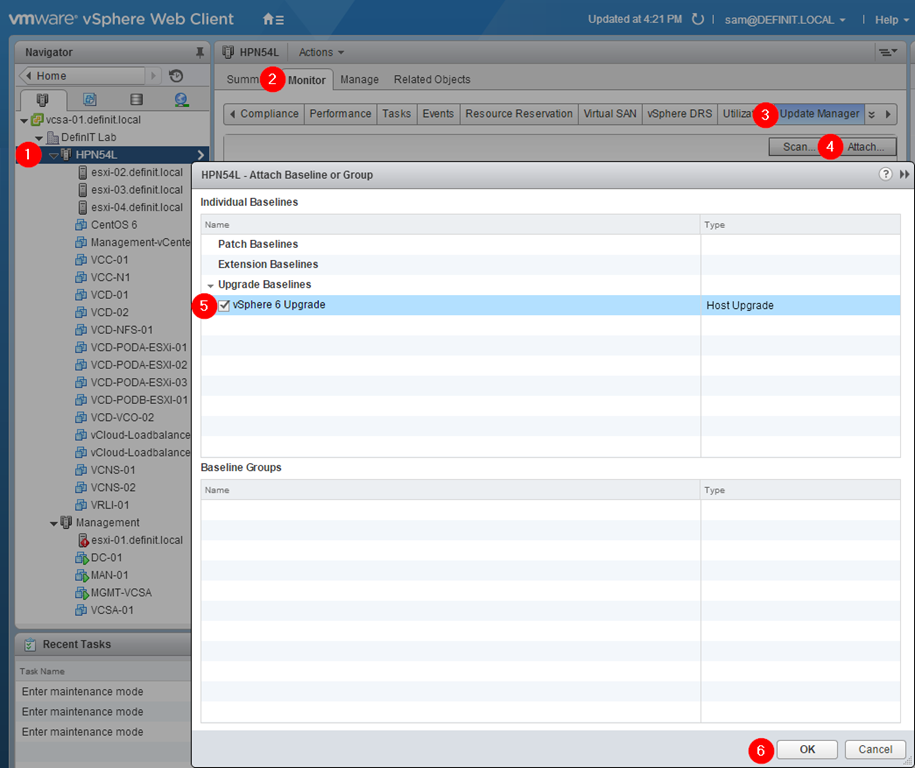 vmware® vSphere Web Client
Updated at 4:21 PM | sam@DEFINIT.LOCAL | Help
Navigator
Home
vcsa-01.definit.local
DefinIT Lab
1 HPN54L
esxi-02.definit.local
esxi-03.definit.local
esxi-04.definit.local
CentOS 6
Management-vCente
VCC-01
VCC-N1
VCD-01
VCD-02
VCD-NFS-01
VCD-PODA-ESXi-01
VCD-PODA-ESXI-02
VCD-PODA-ESXi-03
VCD-PODB-ESXI-01
VCD-VCO-02
vCloud-Loadbalance
vCloud-Loadbalance
VCNS-01
VCNS-02
VRLI-01
Management
esxi-01.definit.local
DC-01
MAN-01
MGMT-VCSA
VCSA-01
Recent Tasks
Task Name
Enter maintenance mode
Enter maintenance mode
Enter maintenance mode
HPN54L Actions
Summ 2 Monitor Manage Related Objects
Compliance Performance Tasks Events Resource Reservation Virtual SAN vSphere DRS Utilizat 3 Update Manager
Scan... 4 Attach...
HPN54L - Attach Baseline or Group ?
Individual Baselines
Name Type
Patch Baselines
Extension Baselines
Upgrade Baselines
5 vSphere 6 Upgrade Host Upgrade
Baseline Groups
Name Type
6 OK Cancel